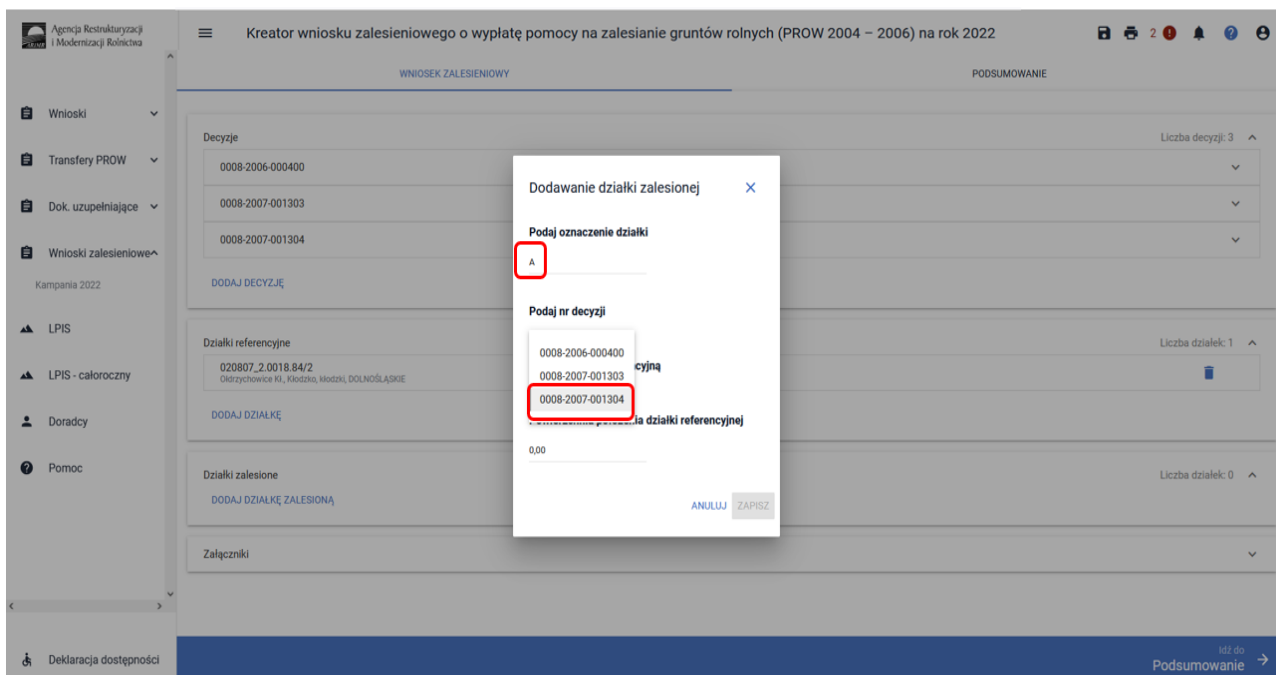 Agencja Restrukturyzacji
i Modernizacji Rolnictwa
Kreator wniosku zalesieniowego o wypłatę pomocy na zalesianie gruntów rolnych (PROW 2004 – 2006) na rok 2022
2
WNIOSEK ZALESIENIOWY
PODSUMOWANIE
Wnioski
Transfery PROW
Dok. uzupełniające
Wnioski zalesieniowe
Kampania 2022
LPIS
LPIS - całoroczny
Doradcy
Pomoc
Deklaracja dostępności
Decyzje
Liczba decyzji: 3
0008-2006-000400
0008-2007-001303
0008-2007-001304
DODAJ DECYZJĘ
Działki referencyjne
Liczba działek: 1
020807_2.0018.84/2
Ołdrzychowice Kł., Kłodzko, kłodzki, DOLNOŚLĄSKIE
DODAJ DZIAŁKĘ
Działki zalesione
Liczba działek: 0
DODAJ DZIAŁKĘ ZALESIONĄ
Załączniki
Dodawanie działki zalesionej
Podaj oznaczenie działki
A
Podaj nr decyzji
0008-2006-000400
cyjną
0008-2007-001303
0008-2007-001304
ia działki referencyjnej
0,00
ANULUJ ZAPISZ
Idź do
Podsumowanie